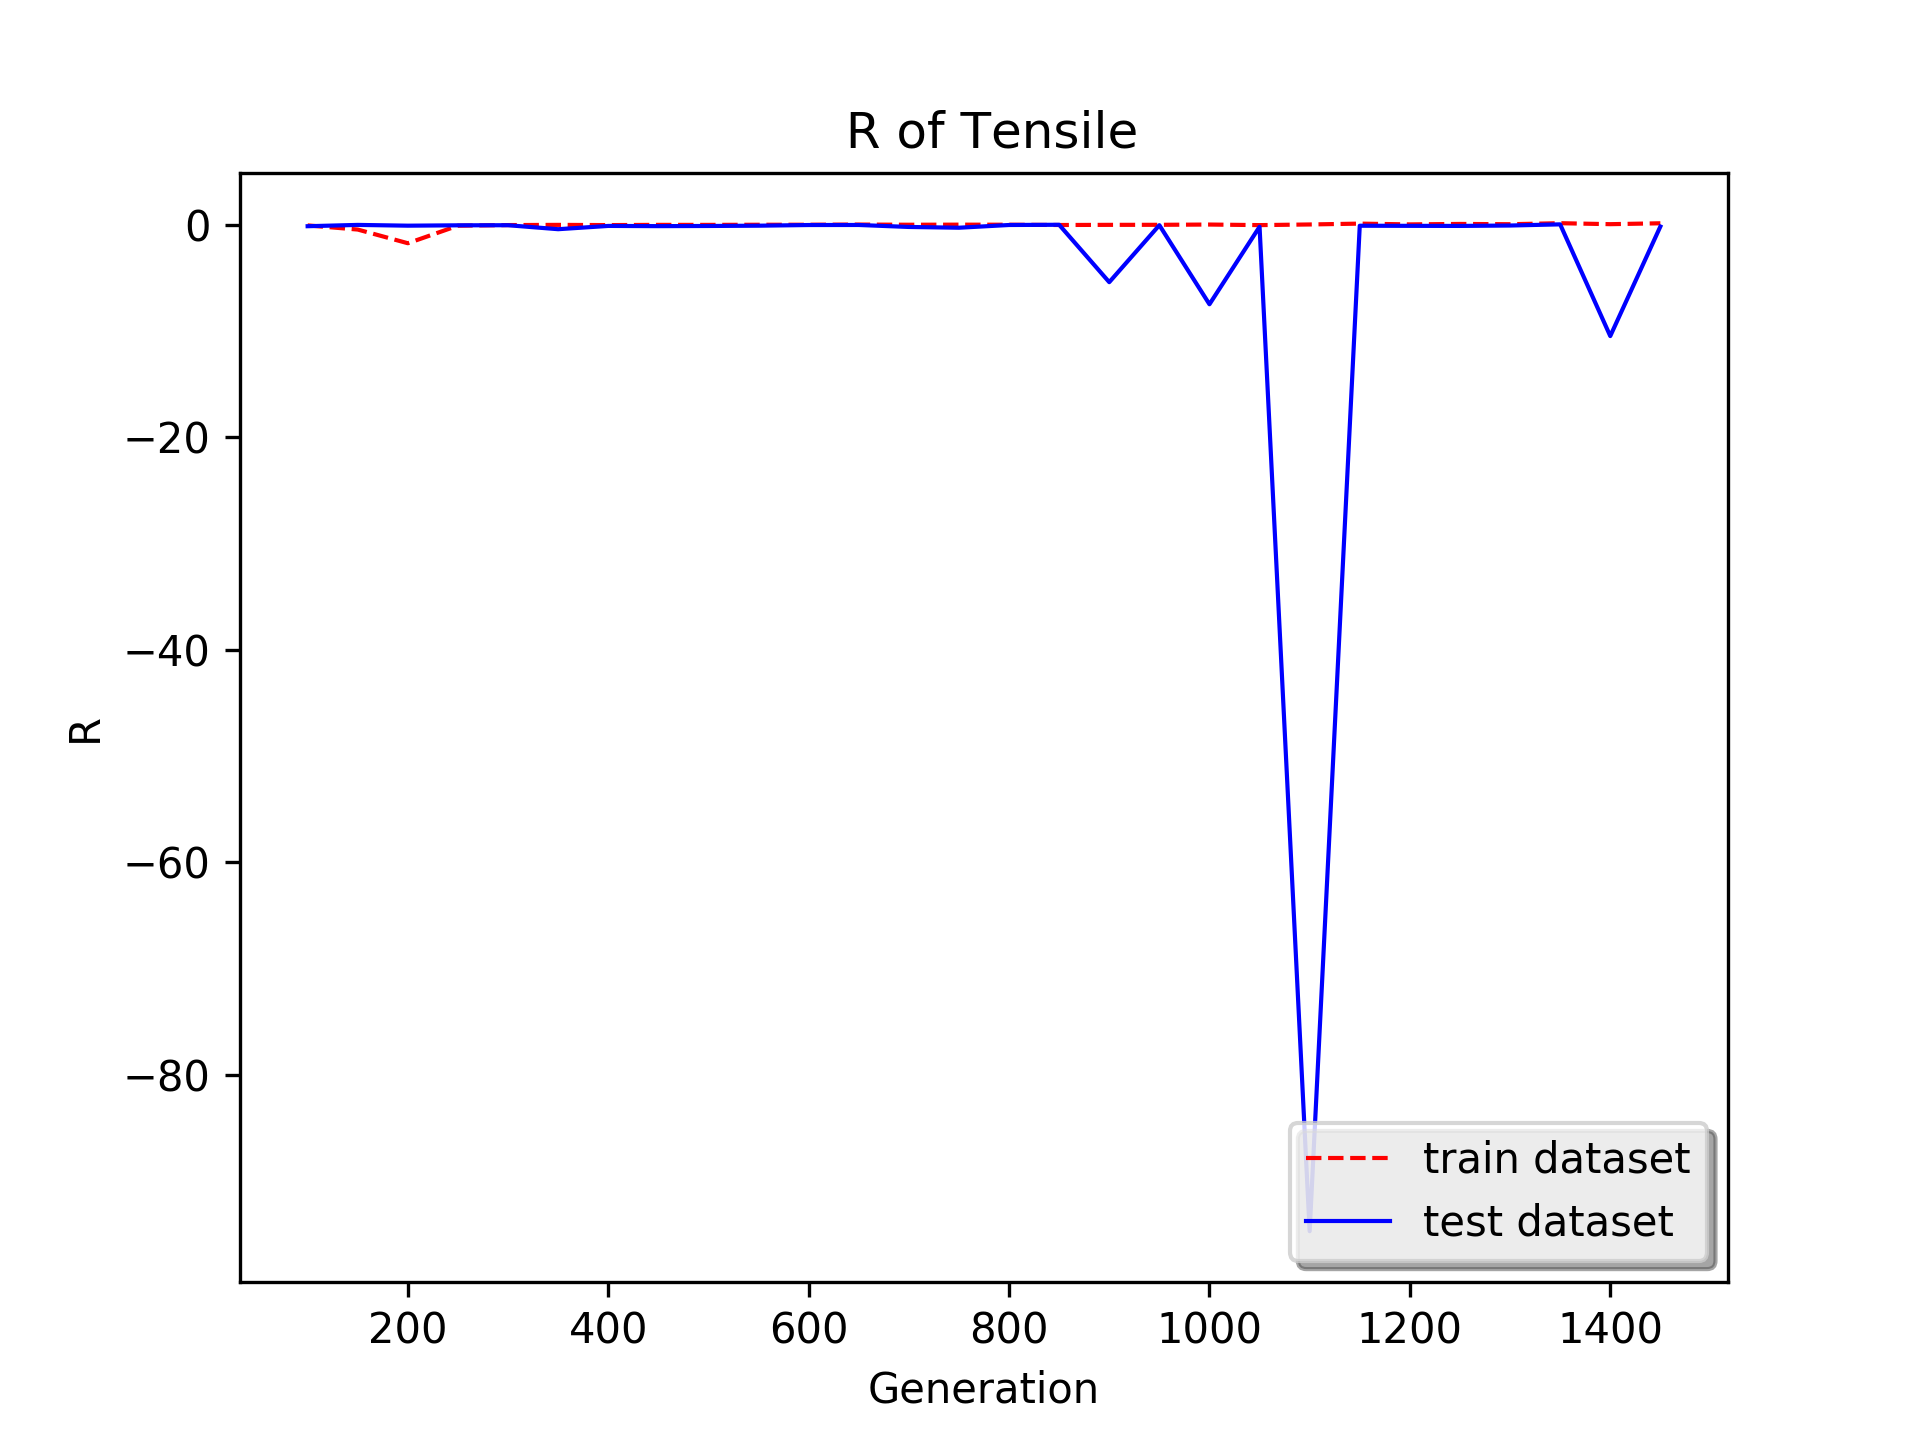 R of Tensile
0
−20
−40
−60
−80
R
train dataset
test dataset
200 400 600 800 1000 1200 1400
Generation